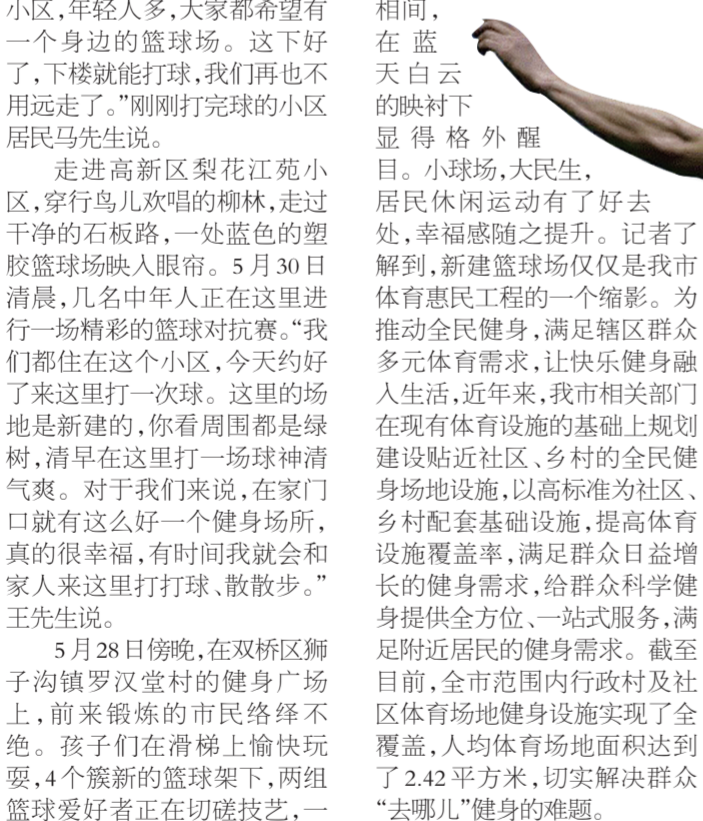 小区,年轻人多,大家都希望有
一个身边的篮球场。这下好
了,下楼就能打球,我们再也不
用远走了。”刚刚打完球的小区
居民马先生说。
走进高新区梨花江苑小
区,穿行鸟儿欢唱的柳林,走过
干净的石板路,一处蓝色的塑
胶篮球场映入眼帘。5月30日
清晨,几名中年人正在这里进
行一场精彩的篮球对抗赛。“我
们都住在这个小区,今天约好
了来这里打一次球。这里的场
地是新建的,你看周围都是绿
树,清早在这里打一场球神清
气爽。对于我们来说,在家门
口就有这么好一个健身场所,
真的很幸福,有时间我就会和
家人来这里打打球、散散步。”
王先生说。
5月28日傍晚,在双桥区狮
子沟镇罗汉堂村的健身广场
上,前来锻炼的市民络绎不
绝。孩子们在滑梯上愉快玩
耍,4个簇新的篮球架下,两组
篮球爱好者正在切磋技艺,一
相间,
在蓝
天白云
的映衬下
显得格外醒
目。小球场,大民生,
居民休闲运动有了好去
处,幸福感随之提升。记者了
解到,新建篮球场仅仅是我市
体育惠民工程的一个缩影。为
推动全民健身,满足辖区群众
多元体育需求,让快乐健身融
入生活,近年来,我市相关部门
在现有体育设施的基础上规划
建设贴近社区、乡村的全民健
身场地设施,以高标准为社区、
乡村配套基础设施,提高体育
设施覆盖率,满足群众日益增
长的健身需求,给群众科学健
身提供全方位、一站式服务,满
足附近居民的健身需求。截至
目前,全市范围内行政村及社
区体育场地健身设施实现了全
覆盖,人均体育场地面积达到
了2.42平方米,切实解决群众
“去哪儿”健身的难题。